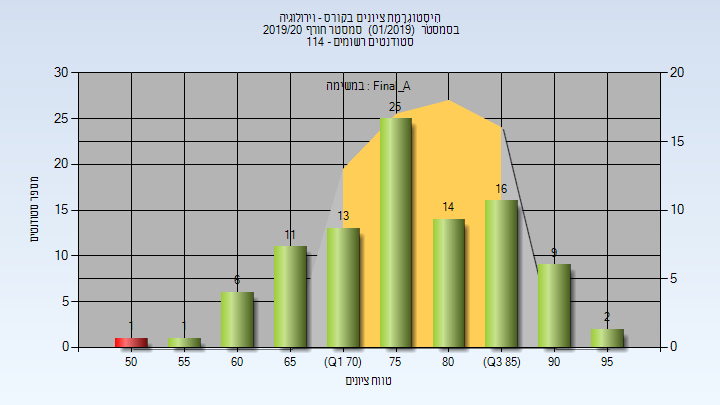 היסטוגרמת ציונים בקורס - וירולוגיה
בסמסטר (01/2019) סמסטר חורף 2019/20
סטודנטים רשומים - 114
במשימה : Final_A
30 25 20 15 10 5 0
20 15 10 5 0
מספר סטודנטים
1 1 6 11 13 25 14 16 9 2
50 55 60 65 (Q1 70) 75 80 (Q3 85) 90 95
טווח ציונים